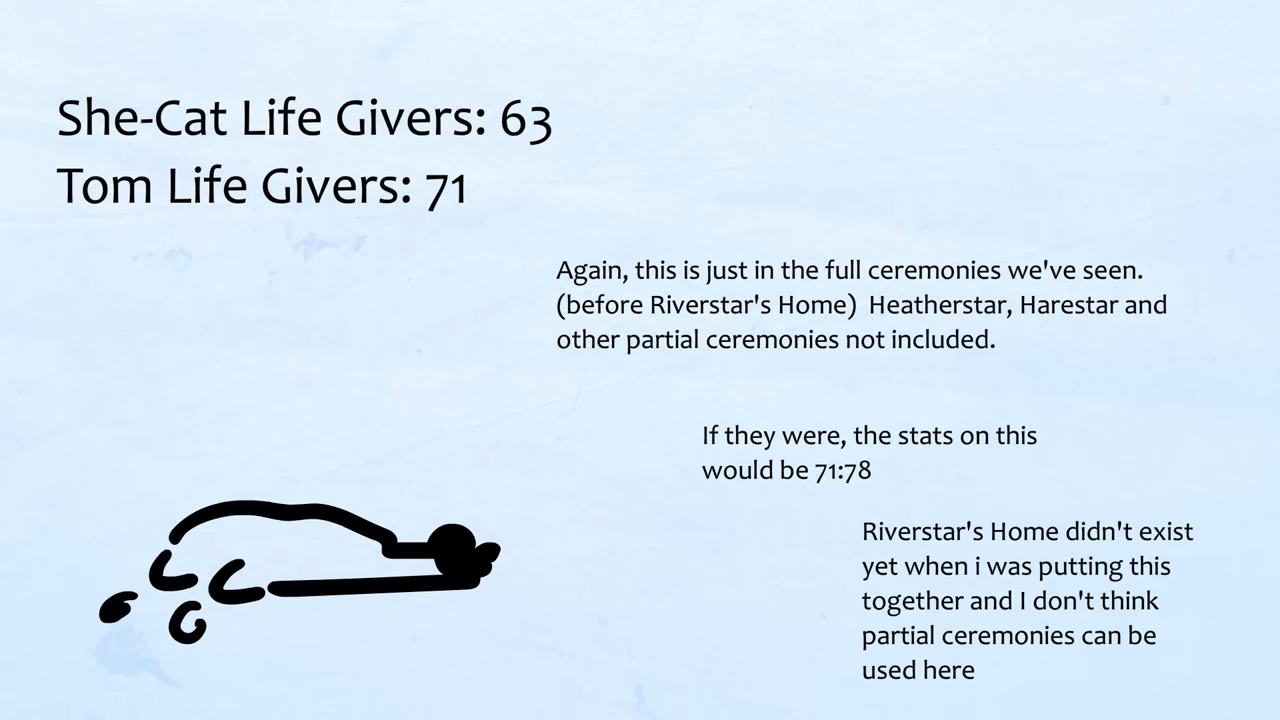 She-Cat Life Givers: 63
Tom Life Givers: 71
Again, this is just in the full ceremonies we've seen.
(before Riverstar's Home)  Heatherstar, Harestar and
other partial ceremonies not included.
If they were, the stats on this
would be 71:78
Riverstar's Home didn't exist
yet when i was putting this
together and I don't think
partial ceremonies can be
used here